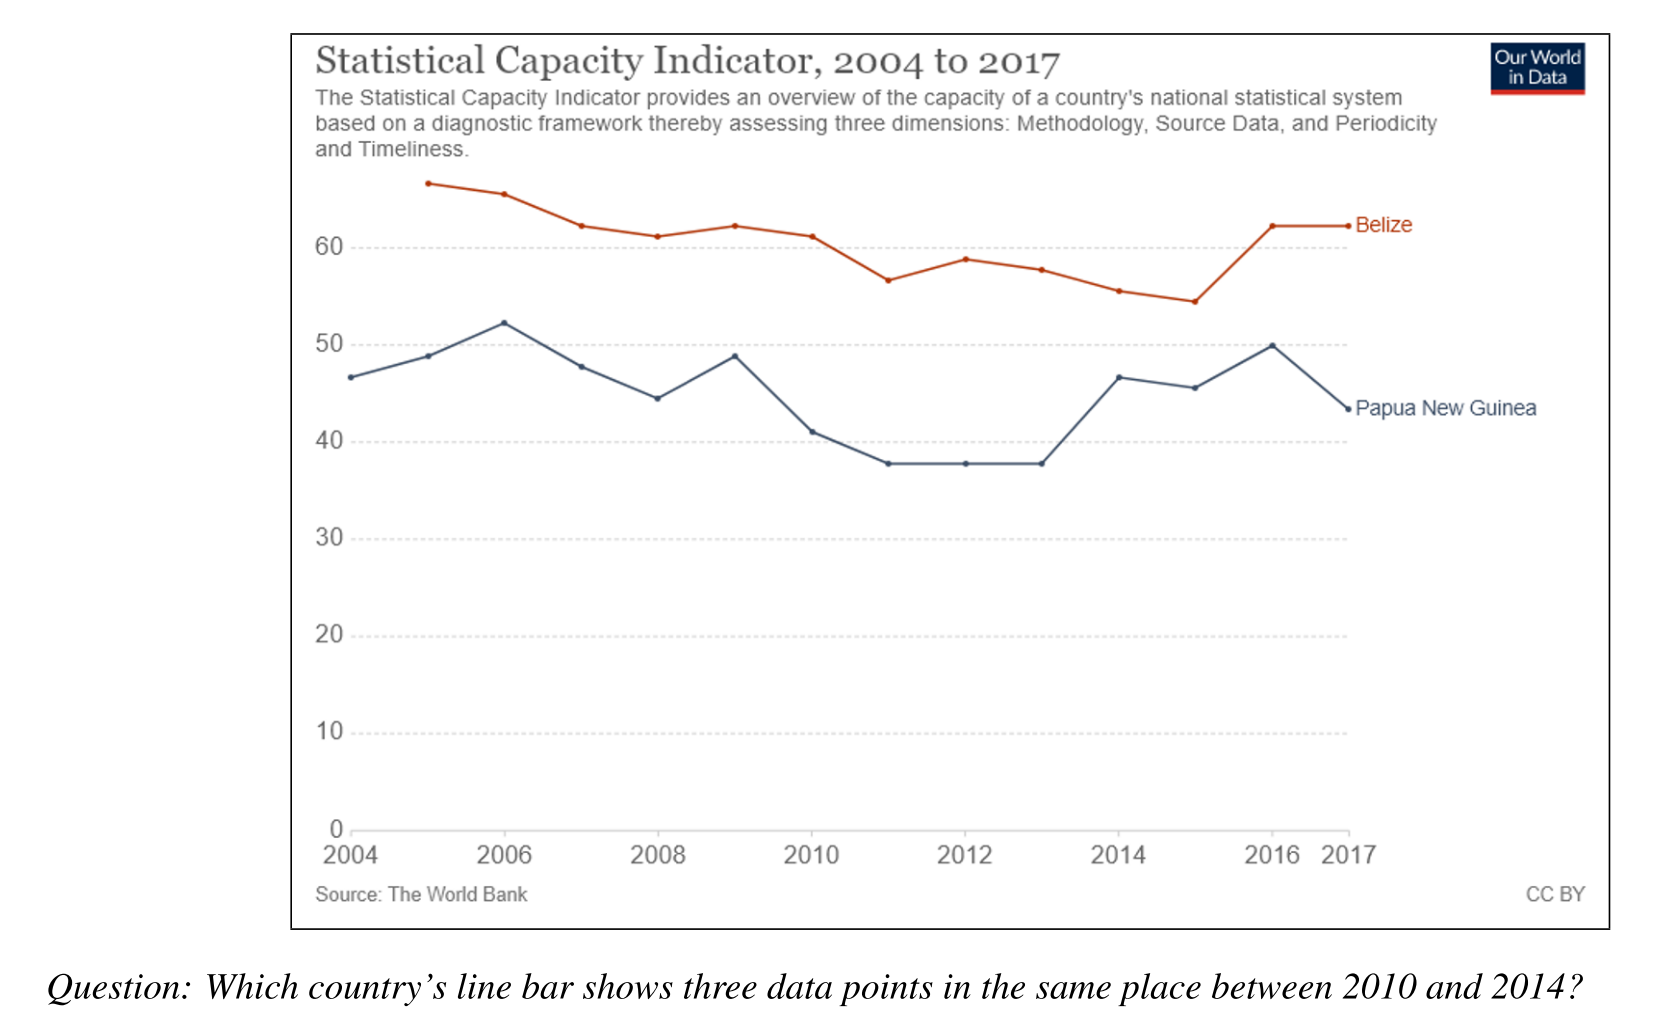 Statistical Capacity Indicator, 2004 to 2017
Our World
in Data
The Statistical Capacity Indicator provides an overview of the capacity of a country's national statistical system
based on a diagnostic framework thereby assessing three dimensions: Methodology, Source Data, and Periodicity
and Timeliness.
Belize
60
50
Papua New Guinea
40
30
20
10
0
2004 2006 2008 2010 2012 2014 2016 2017
Source: The World Bank
CC BY
Question: Which country’s line bar shows three data points in the same place between 2010 and 2014?